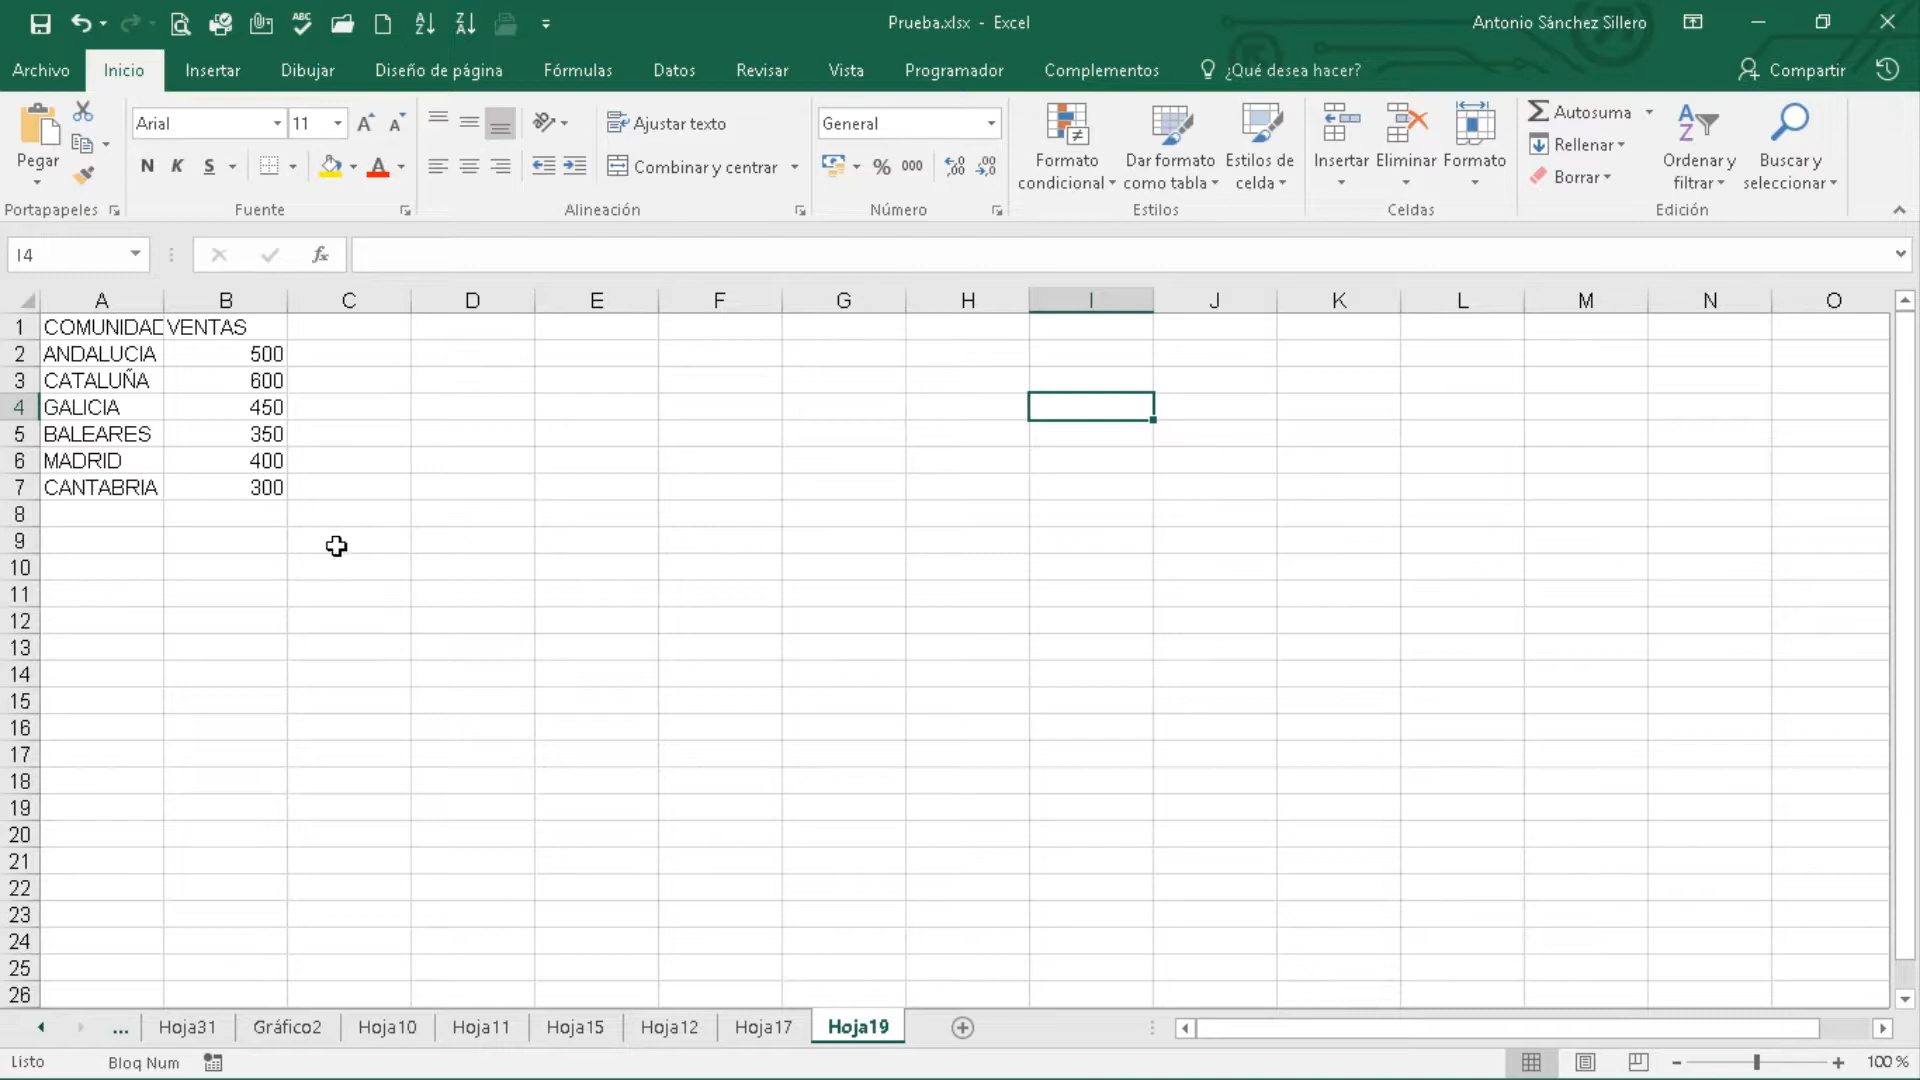 Prueba.xlsx - Excel
Antonio Sánchez Sillero
Archivo Inicio Insertar Dibujar Diseño de página Fórmulas Datos Revisar Vista Programador Complementos ¿Qué desea hacer? Compartir
Pegar
Portapapeles
Arial 11
N K S
Fuente
Ajustar texto
Combinar y centrar
Alineación
General
% 000
Número
Formato condicional
Dar formato como tabla
Estilos de celda
Estilos
Insertar Eliminar Formato
Celdas
Autosuma
Rellenar
Borrar
Ordenar y filtrar
Buscar y seleccionar
Edición
I4
fx
A B C D E F G H I J K L M N O
1 COMUNIDAD VENTAS
2 ANDALUCIA 500
3 CATALUÑA 600
4 GALICIA 450
5 BALEARES 350
6 MADRID 400
7 CANTABRIA 300
8
9
10
11
12
13
14
15
16
17
18
19
20
21
22
23
24
25
26
... Hoja31 Gráfico2 Hoja10 Hoja11 Hoja15 Hoja12 Hoja17 Hoja19
Listo Bloq Num 100 %